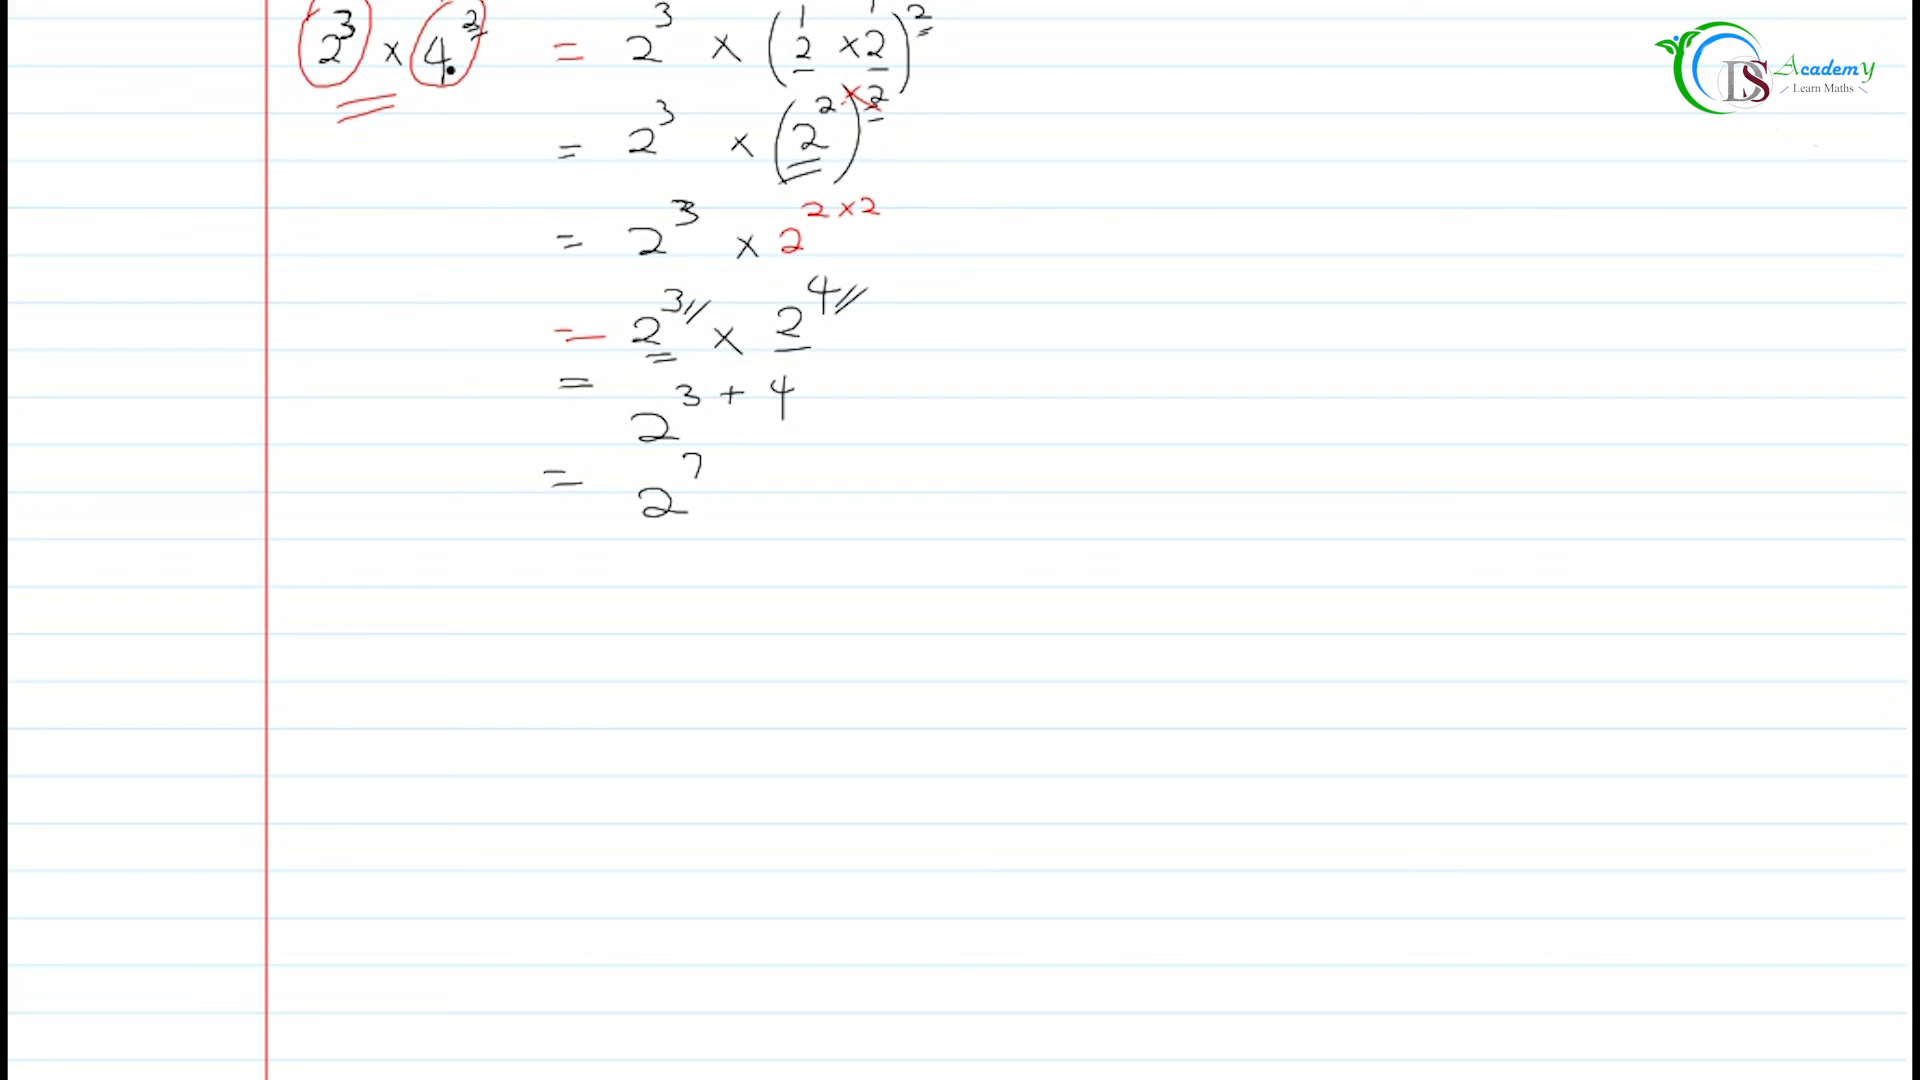 2³ × 4² = 2³ × (2¹ × 2¹)²
= 2³ × (2²)²
= 2³ × 2²ˣ²
= 2³ × 2⁴
= 2³⁺⁴
= 2⁷
DS Academy
Learn Maths